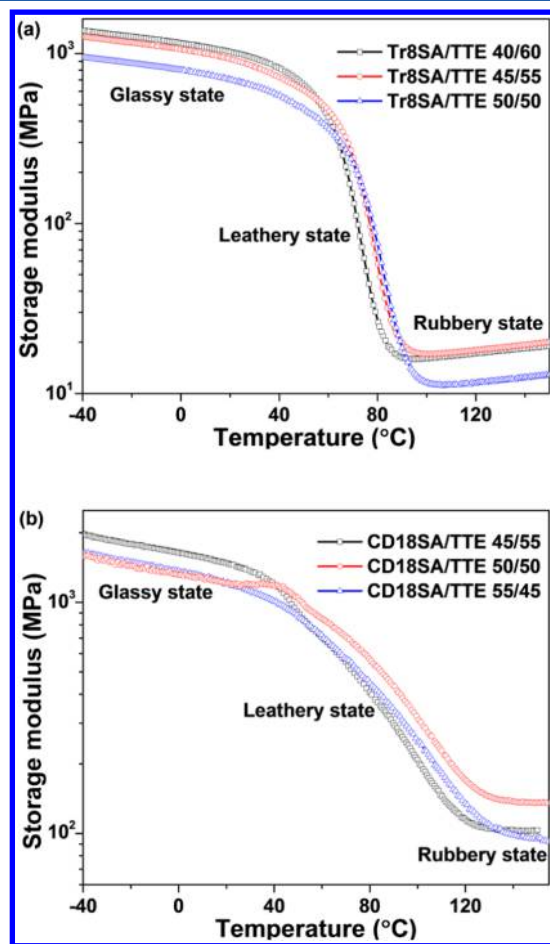 (a)
Tr8SA/TTE 40/60
Tr8SA/TTE 45/55
Tr8SA/TTE 50/50
Glassy state
Leathery state
Rubbery state
Storage modulus (MPa)
10³
10²
10¹
-40 0 40 80 120
Temperature (°C)
(b)
CD18SA/TTE 45/55
CD18SA/TTE 50/50
CD18SA/TTE 55/45
Glassy state
Leathery state
Rubbery state
Storage modulus (MPa)
10³
10²
-40 0 40 80 120
Temperature (°C)